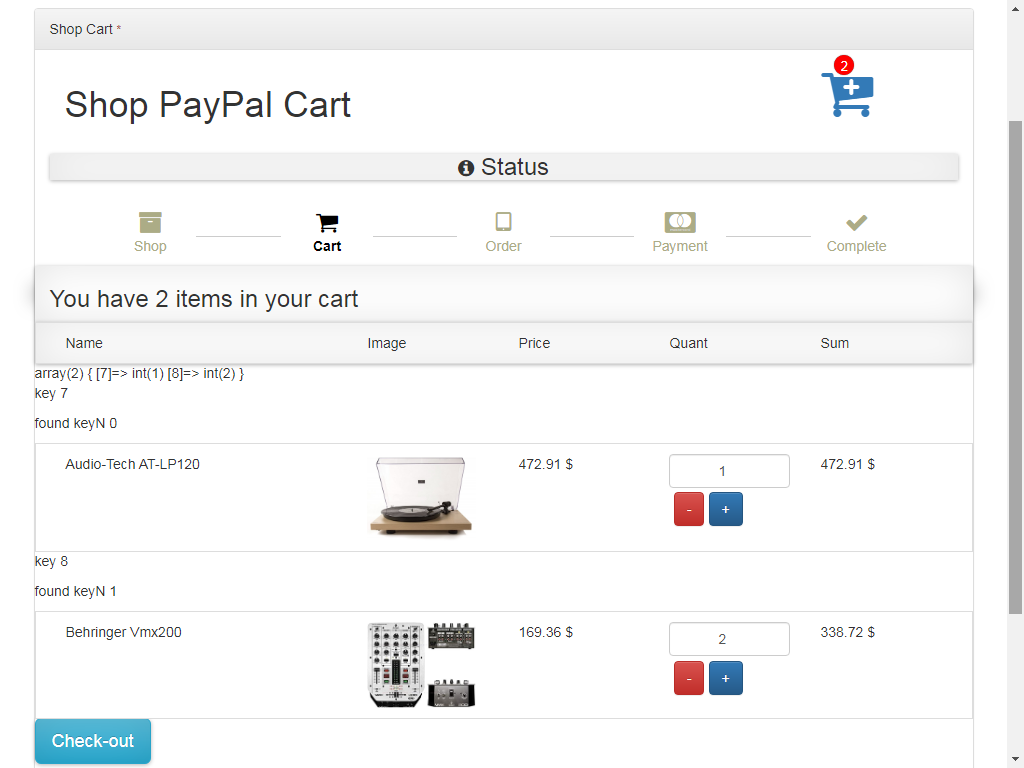 Shop Cart *
2
Shop PayPal Cart
Status
Shop
Cart
Order
Payment
Complete
You have 2 items in your cart
Name Image Price Quant Sum
array(2) { [7]=> int(1) [8]=> int(2) }
key 7
found keyN 0
Audio-Tech AT-LP120 472.91 $ 1 472.91 $
- +
key 8
found keyN 1
Behringer Vmx200 169.36 $ 2 338.72 $
- +
Check-out